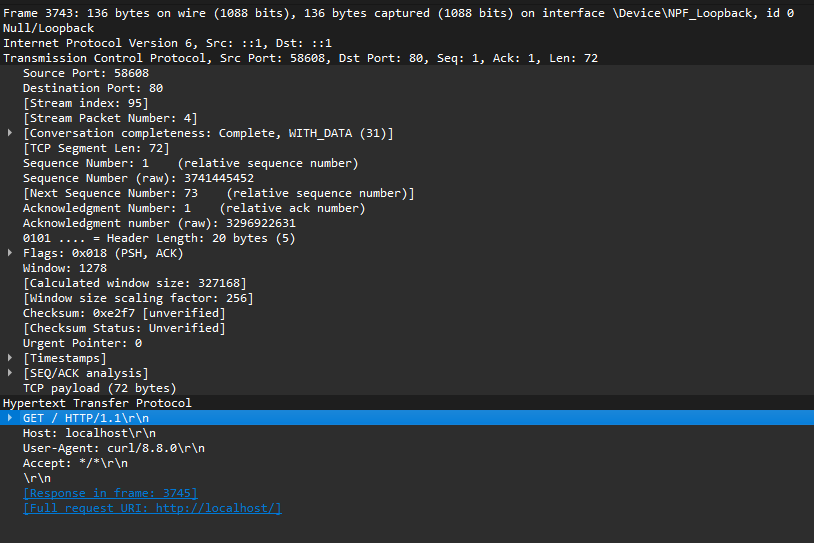 Frame 3743: 136 bytes on wire (1088 bits), 136 bytes captured (1088 bits) on interface \Device\NPF_Loopback, id 0
Null/Loopback
Internet Protocol Version 6, Src: ::1, Dst: ::1
Transmission Control Protocol, Src Port: 58608, Dst Port: 80, Seq: 1, Ack: 1, Len: 72
Source Port: 58608
Destination Port: 80
[Stream index: 95]
[Stream Packet Number: 4]
[Conversation completeness: Complete, WITH_DATA (31)]
[TCP Segment Len: 72]
Sequence Number: 1    (relative sequence number)
Sequence Number (raw): 3741445452
[Next Sequence Number: 73    (relative sequence number)]
Acknowledgment Number: 1    (relative ack number)
Acknowledgment number (raw): 3296922631
0101 .... = Header Length: 20 bytes (5)
Flags: 0x018 (PSH, ACK)
Window: 1278
[Calculated window size: 327168]
[Window size scaling factor: 256]
Checksum: 0xe2f7 [unverified]
[Checksum Status: Unverified]
Urgent Pointer: 0
[Timestamps]
[SEQ/ACK analysis]
TCP payload (72 bytes)
Hypertext Transfer Protocol
GET / HTTP/1.1\r\n
Host: localhost\r\n
User-Agent: curl/8.8.0\r\n
Accept: */*\r\n
\r\n
[Response in frame: 3745]
[Full request URI: http://localhost/]